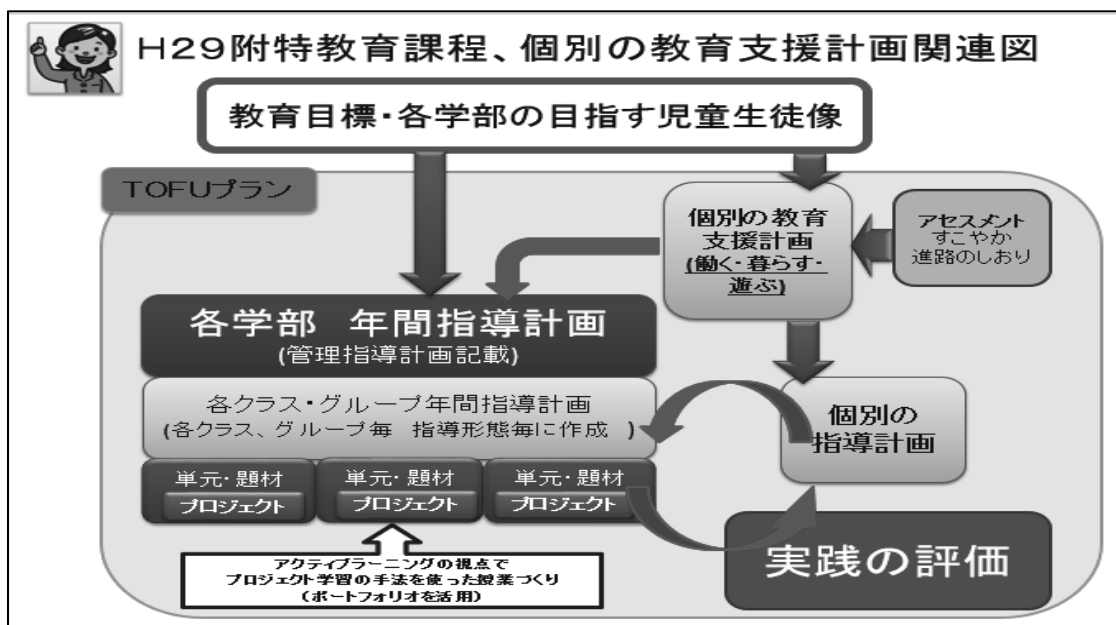 H29附特教育課程、個別の教育支援計画関連図
教育目標・各学部の目指す児童生徒像
TOFUプラン
個別の教育
支援計画
(働く・暮らす・
遊ぶ)
アセスメント
すこやか
進路のしおり
各学部　年間指導計画
(管理指導計画記載)
各クラス・グループ年間指導計画
(各クラス、グループ毎　指導形態毎に作成　)
個別の
指導計画
単元・題材
プロジェクト
単元・題材
プロジェクト
単元・題材
プロジェクト
アクティブラーニングの視点で
プロジェクト学習の手法を使った授業づくり
(ポートフォリオを活用)
実践の評価